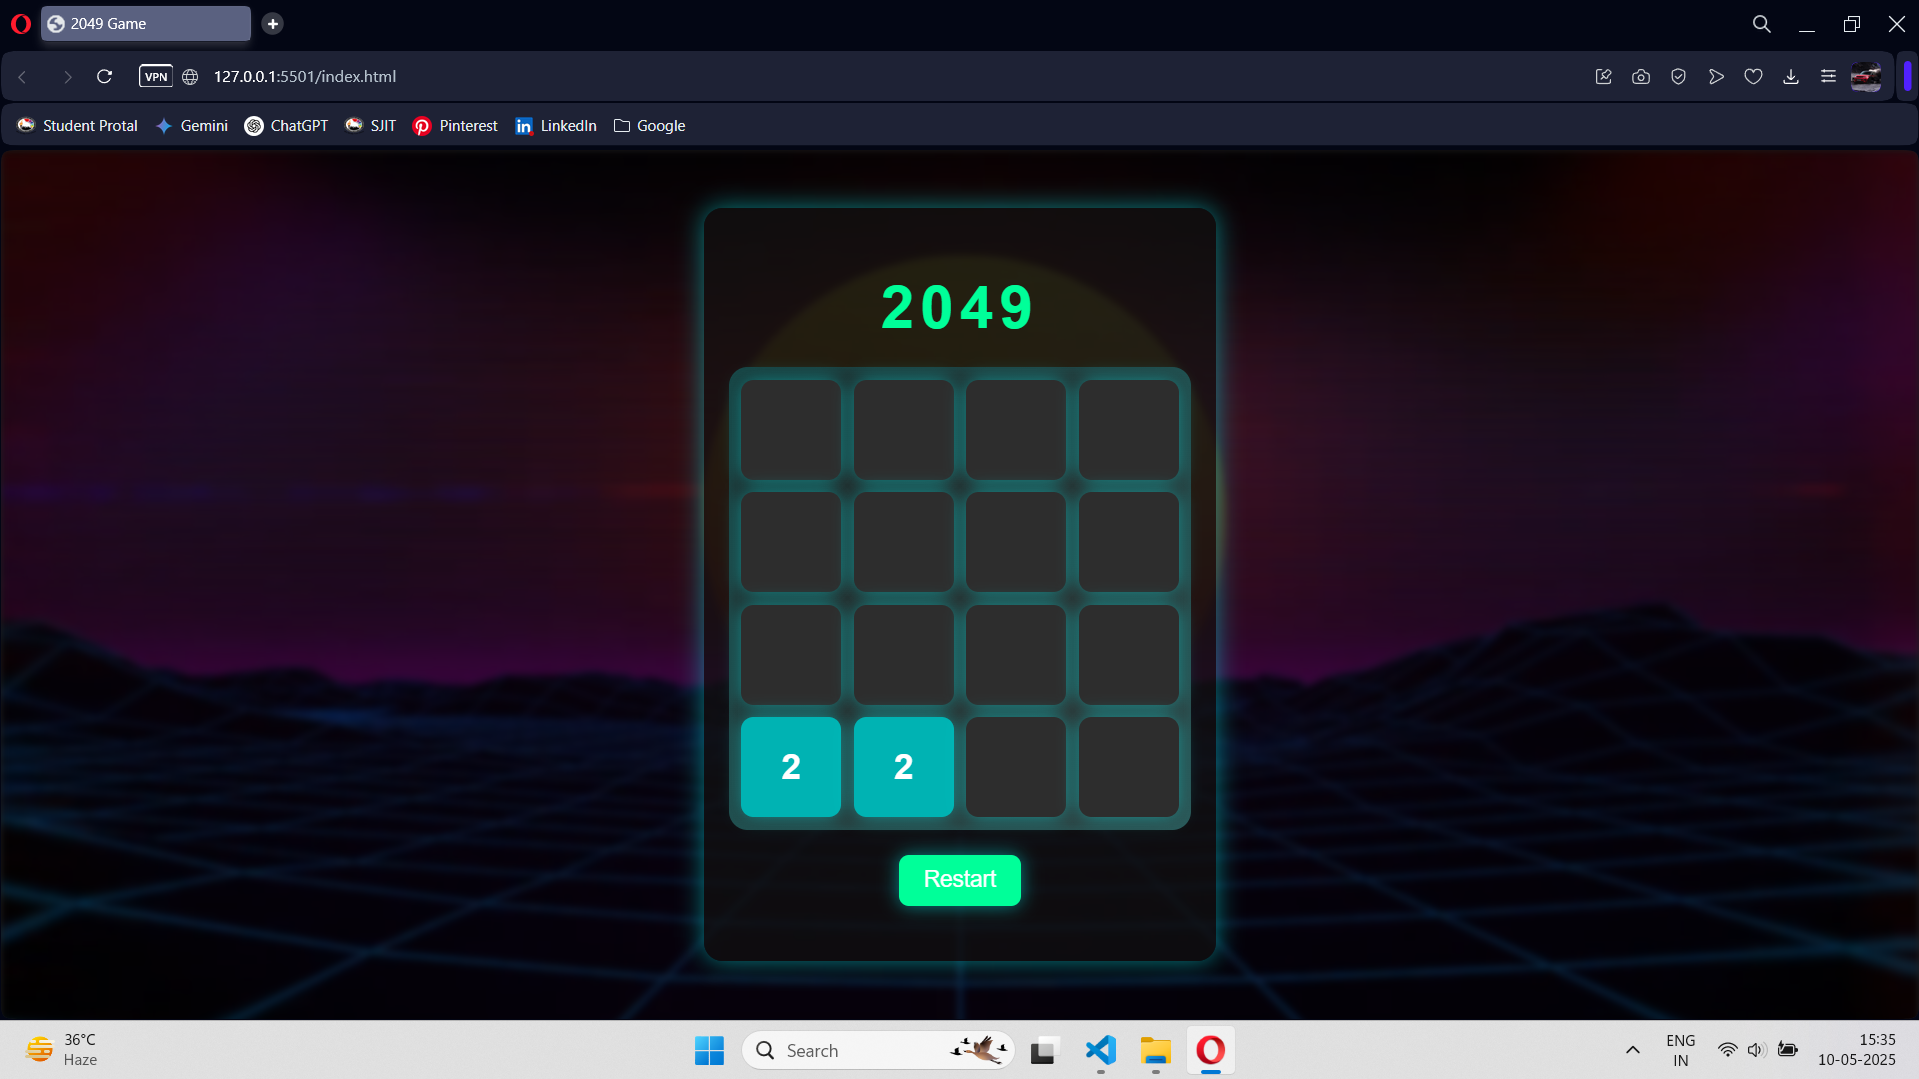 2049 Game
VPN 127.0.0.1:5501/index.html
Student Protal Gemini ChatGPT SJIT Pinterest LinkedIn Google
2049
2 2
Restart
36°C
Haze
Search
ENG
IN
15:35
10-05-2025